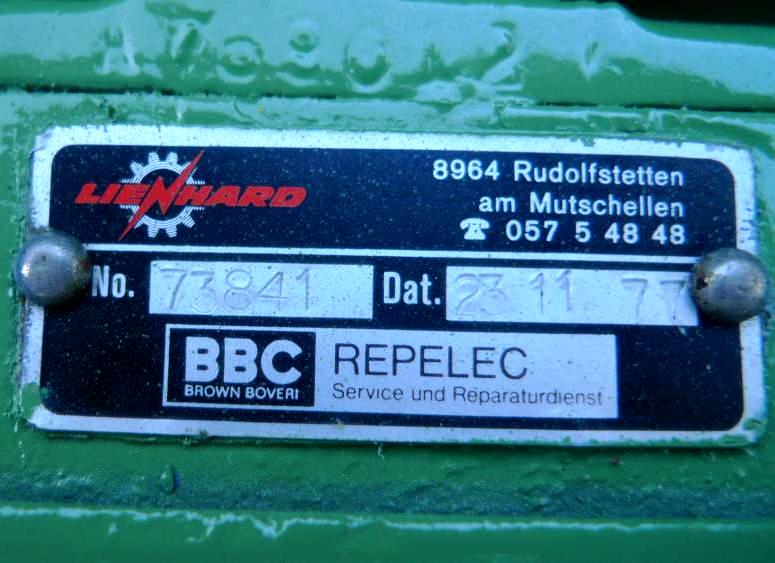 LIENHARD
8964 Rudolfstetten
am Mutschellen
☎ 057 5 48 48
No. 73841 Dat. 23 11 77
BBC
BROWN BOVERI
REPELEC
Service und Reparaturdienst